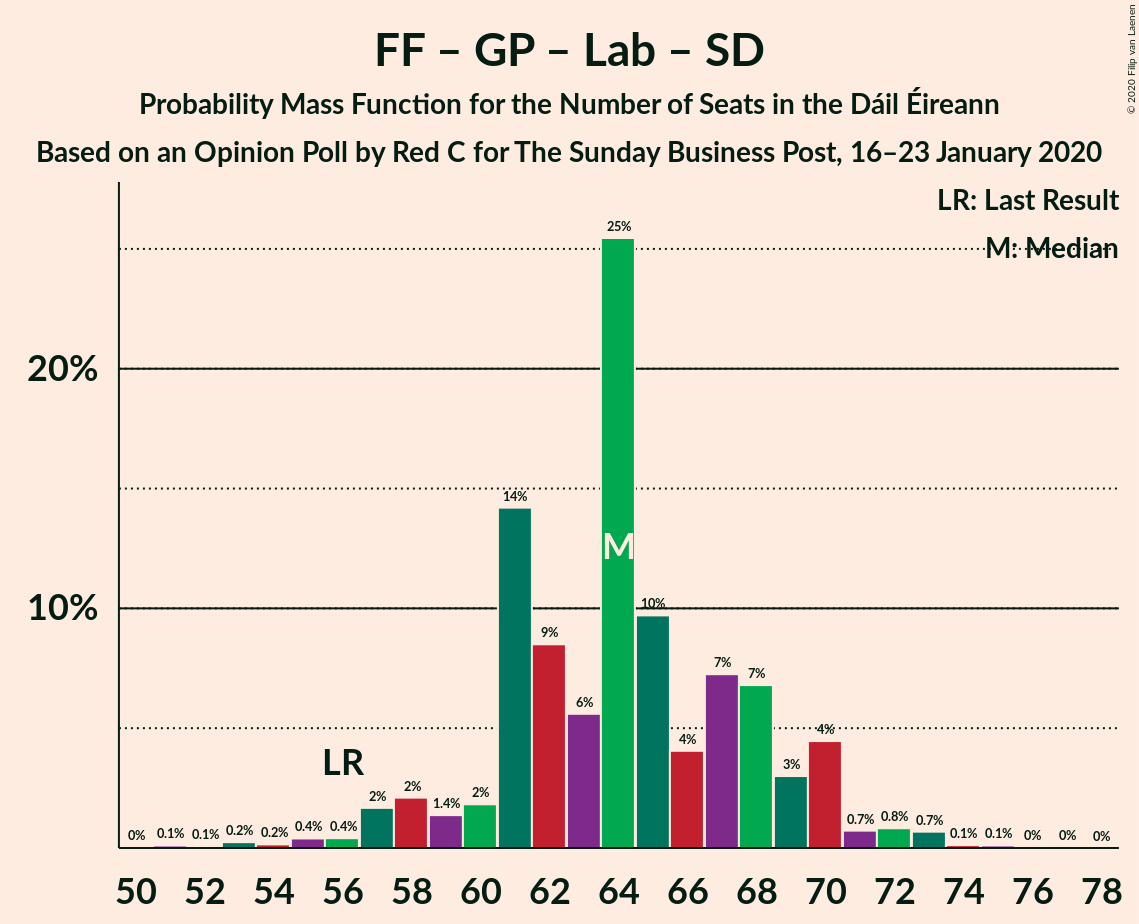 FF – GP – Lab – SD
Probability Mass Function for the Number of Seats in the Dáil Éireann
Based on an Opinion Poll by Red C for The Sunday Business Post, 16–23 January 2020
© 2020 Filip van Laenen
LR: Last Result
M: Median
20%
10%
0% 0.1% 0.1% 0.2% 0.2% 0.4% 0.4% 2% 2% 1.4% 2% 14% 9% 6% 25% 10% 4% 7% 7% 3% 4% 0.7% 0.8% 0.7% 0.1% 0.1% 0% 0% 0%
LR
M
50 52 54 56 58 60 62 64 66 68 70 72 74 76 78